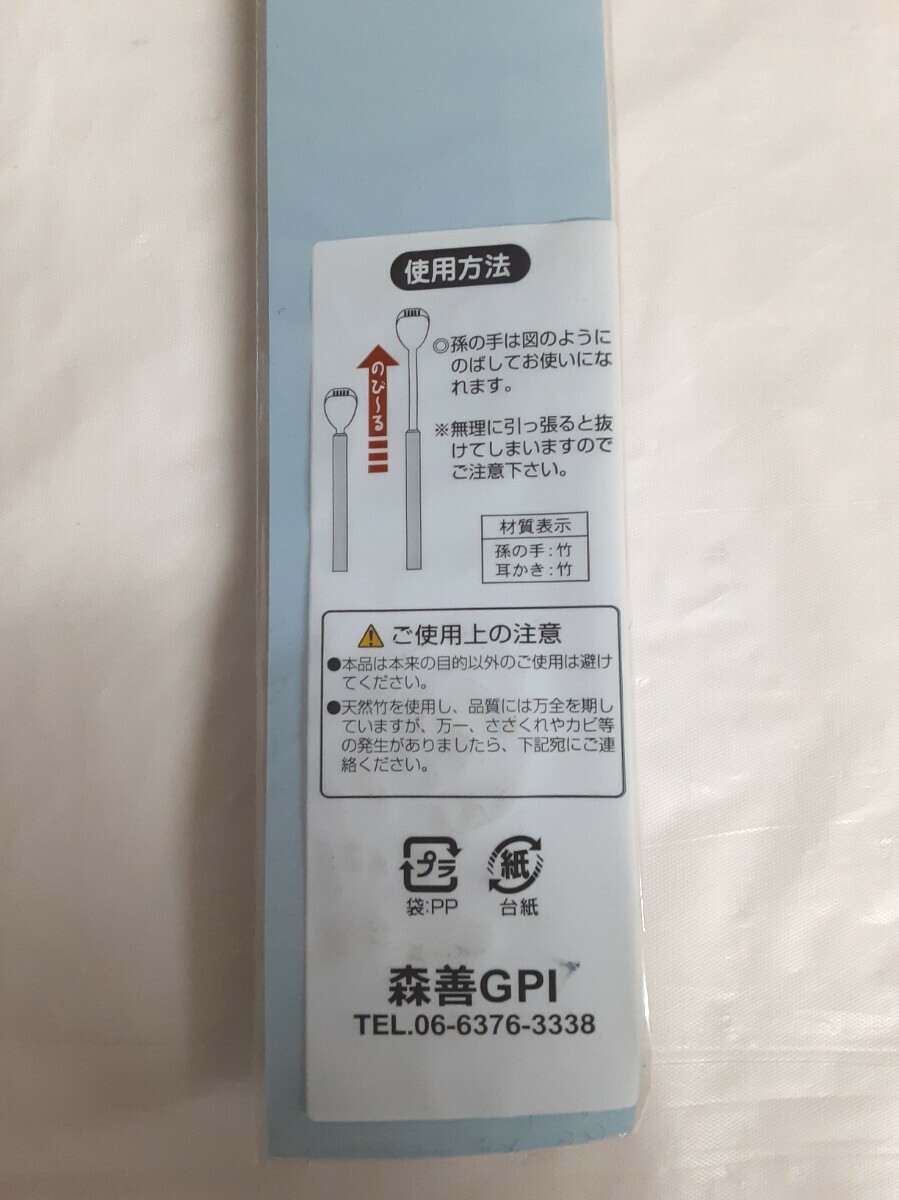 使用方法
のび〜る
◎孫の手は図のように
のばしてお使いにな
れます。
※無理に引っ張ると抜
けてしまいますので
ご注意下さい。
材質表示
孫の手:竹
耳かき:竹
ご使用上の注意
●本品は本来の目的以外のご使用は避け
てください。
●天然竹を使用し、品質には万全を期し
ていますが、万一、ささくれやカビ等
の発生がありましたら、下記宛にご連
絡ください。
プラ
紙
袋:PP
台紙
森善GPI
TEL.06-6376-3338